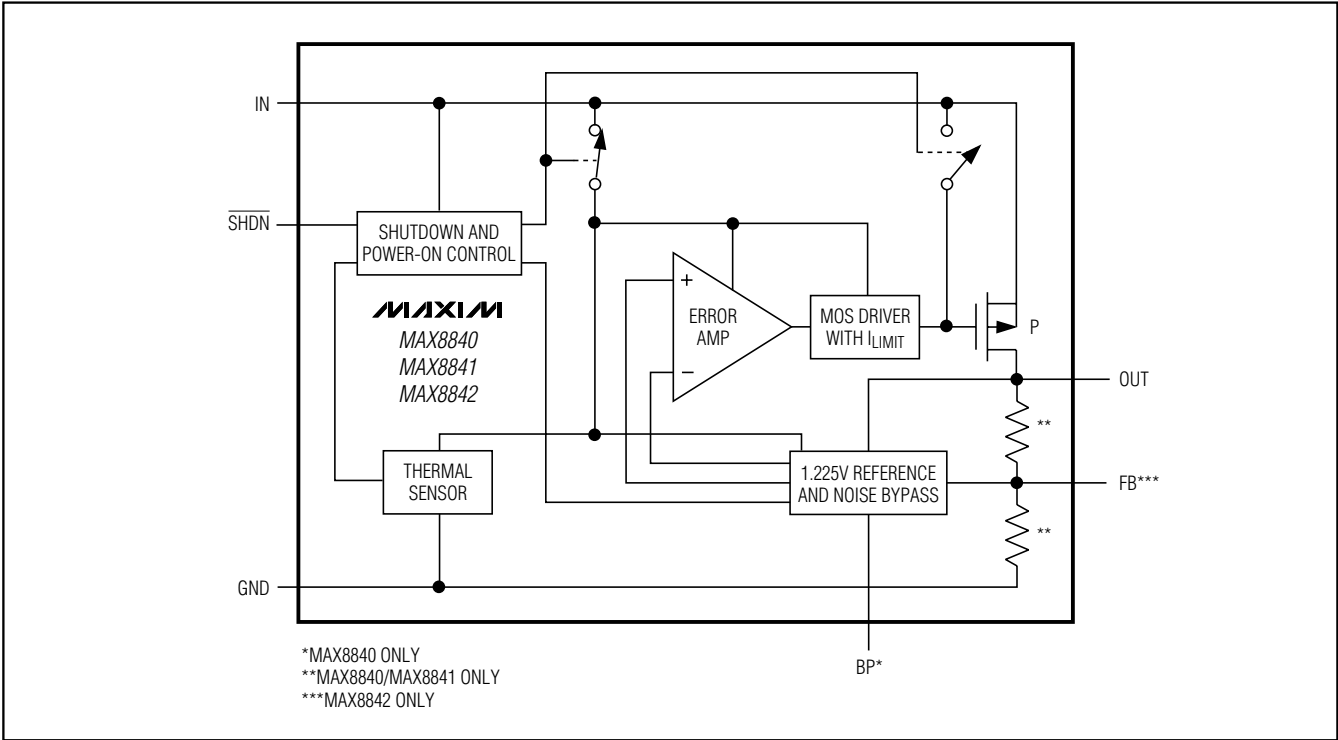 IN
SHDN
SHUTDOWN AND
POWER-ON CONTROL
MAXIM
MAX8840
MAX8841
MAX8842
+
ERROR
AMP
−
MOS DRIVER
WITH ILIMIT
P
OUT
**
THERMAL
SENSOR
1.225V REFERENCE
AND NOISE BYPASS
FB***
**
GND
BP*
*MAX8840 ONLY
**MAX8840/MAX8841 ONLY
***MAX8842 ONLY